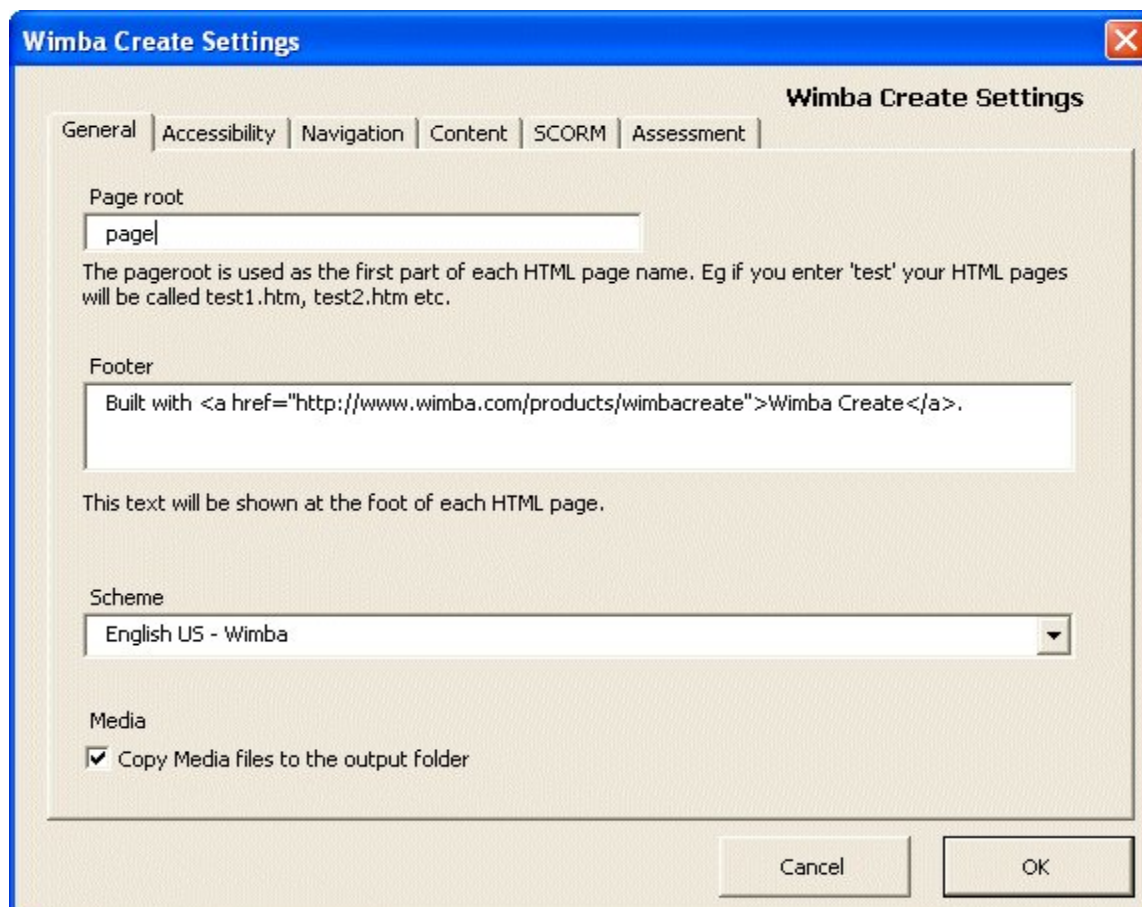 Wimba Create Settings
Wimba Create Settings
General Accessibility Navigation Content SCORM Assessment
Page root
page
The pageroot is used as the first part of each HTML page name. Eg if you enter 'test' your HTML pages
will be called test1.htm, test2.htm etc.
Footer
Built with <a href="http://www.wimba.com/products/wimbacreate">Wimba Create</a>.
This text will be shown at the foot of each HTML page.
Scheme
English US - Wimba
Media
Copy Media files to the output folder
Cancel OK